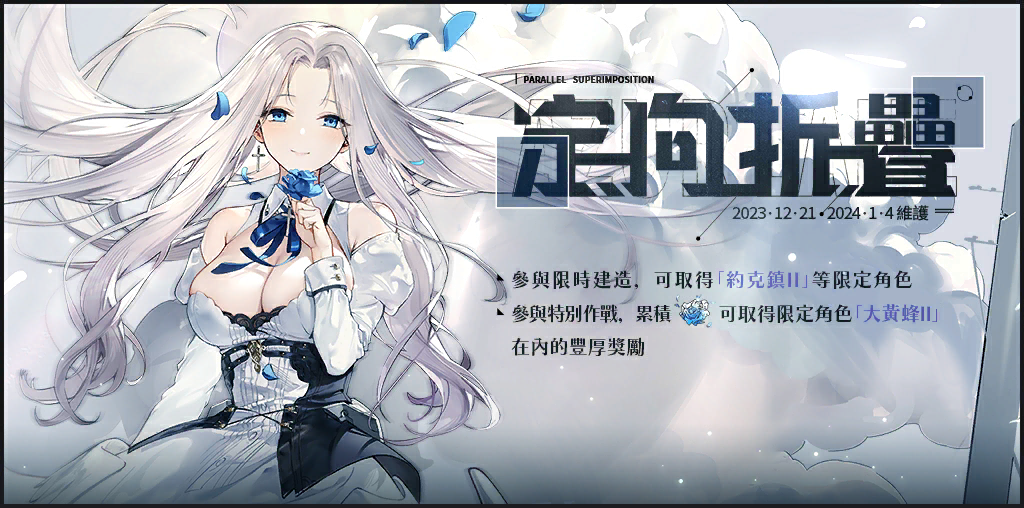 PARALLEL SUPERIMPOSITION
定向折疊
2023·12·21•2024·1·4維護
參與限時建造，可取得「約克鎮II」等限定角色
參與特別作戰，累積 可取得限定角色「大黃蜂II」
在內的豐厚獎勵